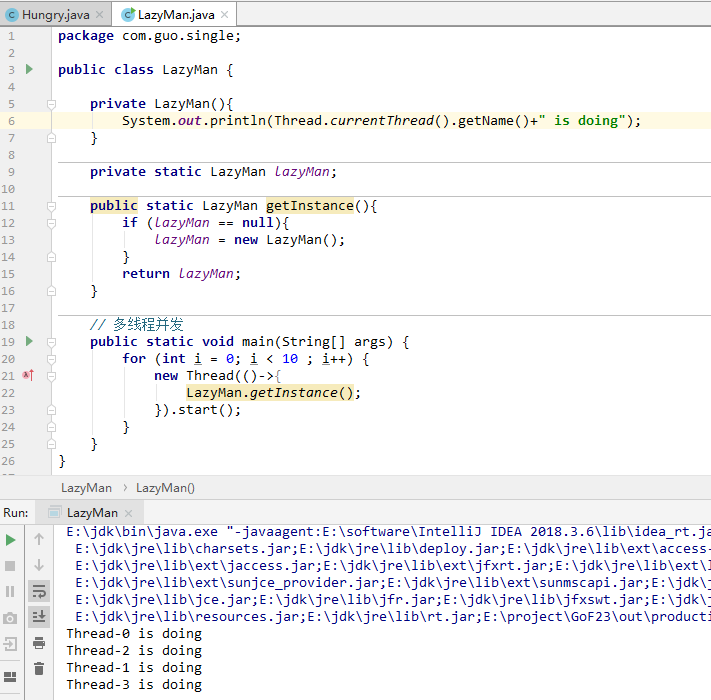 Hungry.java LazyMan.java
1 package com.guo.single;
2
3 public class LazyMan {
4
5 private LazyMan(){
6 System.out.println(Thread.currentThread().getName()+" is doing");
7 }
8
9 private static LazyMan lazyMan;
10
11 public static LazyMan getInstance(){
12 if (lazyMan == null){
13 lazyMan = new LazyMan();
14 }
15 return lazyMan;
16 }
17
18 // 多线程并发
19 public static void main(String[] args) {
20 for (int i = 0; i < 10 ; i++) {
21 new Thread(()->{
22 LazyMan.getInstance();
23 }).start();
24 }
25 }
26 }
LazyMan LazyMan()
Run: LazyMan
E:\jdk\bin\java.exe "-javaagent:E:\software\IntelliJ IDEA 2018.3.6\lib\idea_rt.ja
E:\jdk\jre\lib\charsets.jar;E:\jdk\jre\lib\deploy.jar;E:\jdk\jre\lib\ext\access-
E:\jdk\jre\lib\ext\jaccess.jar;E:\jdk\jre\lib\ext\jfxrt.jar;E:\jdk\jre\lib\ext\l
E:\jdk\jre\lib\ext\sunjce_provider.jar;E:\jdk\jre\lib\ext\sunmscapi.jar;E:\jdk\j
E:\jdk\jre\lib\jce.jar;E:\jdk\jre\lib\jfr.jar;E:\jdk\jre\lib\jfxswt.jar;E:\jdk\j
E:\jdk\jre\lib\resources.jar;E:\jdk\jre\lib\rt.jar;E:\project\GoF23\out\producti
Thread-0 is doing
Thread-2 is doing
Thread-1 is doing
Thread-3 is doing